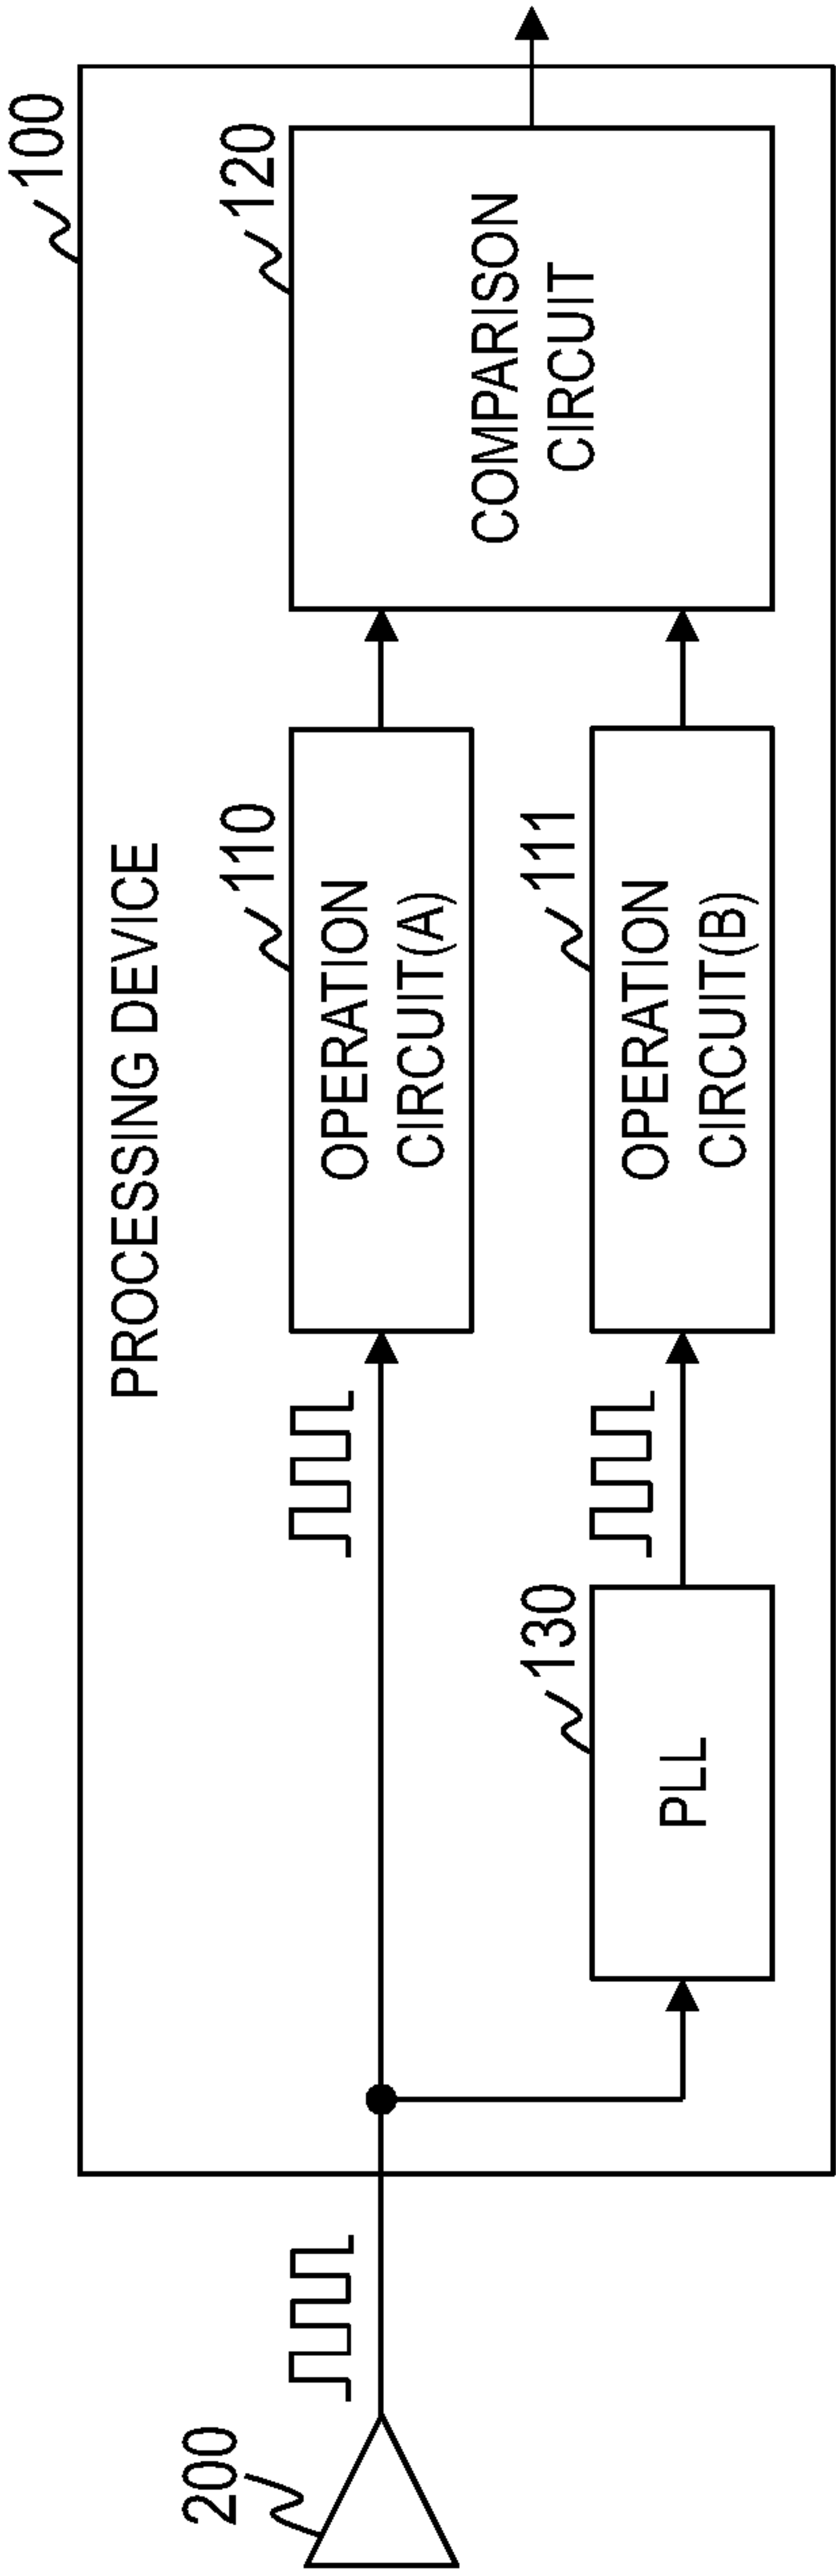 100
PROCESSING DEVICE
120
COMPARISON
CIRCUIT
110
OPERATION
CIRCUIT(A)
111
OPERATION
CIRCUIT(B)
130
PLL
200